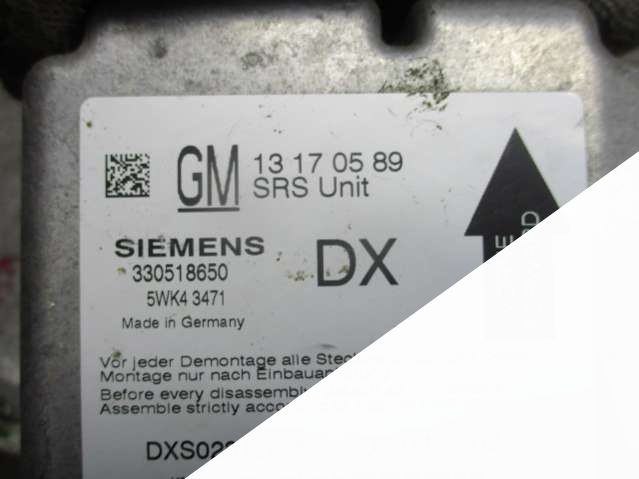 GM 13 17 05 89
SRS Unit
SIEMENS DX
330518650
5WK4 3471
Made in Germany
Vor jeder Demontage alle
Montage nur nach
Before every
Assemble strictly